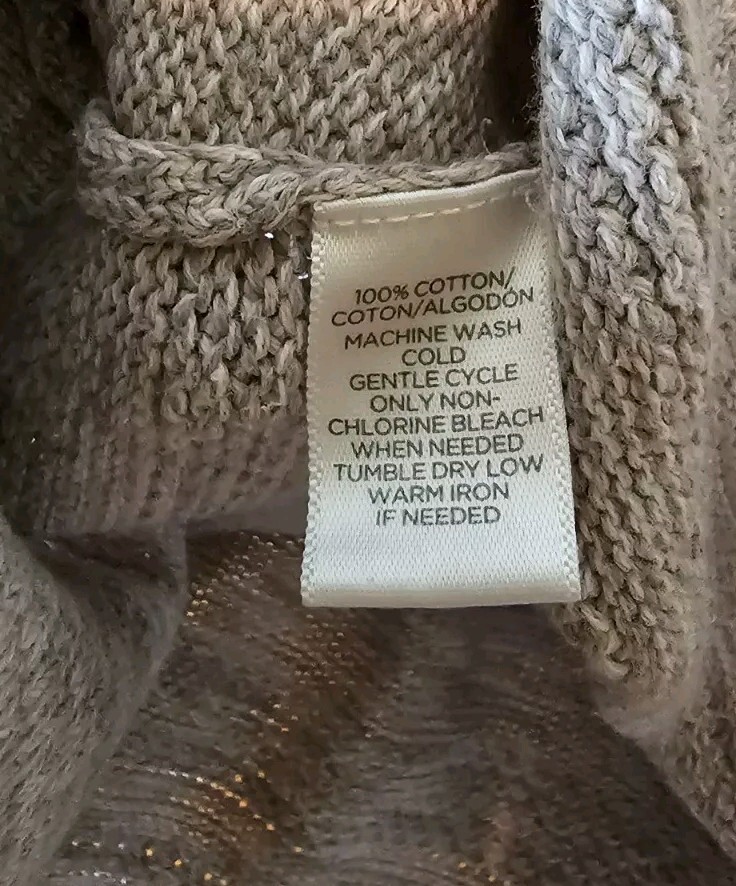 100% COTTON/
COTON/ALGODÓN
MACHINE WASH
COLD
GENTLE CYCLE
ONLY NON-
CHLORINE BLEACH
WHEN NEEDED
TUMBLE DRY LOW
WARM IRON
IF NEEDED